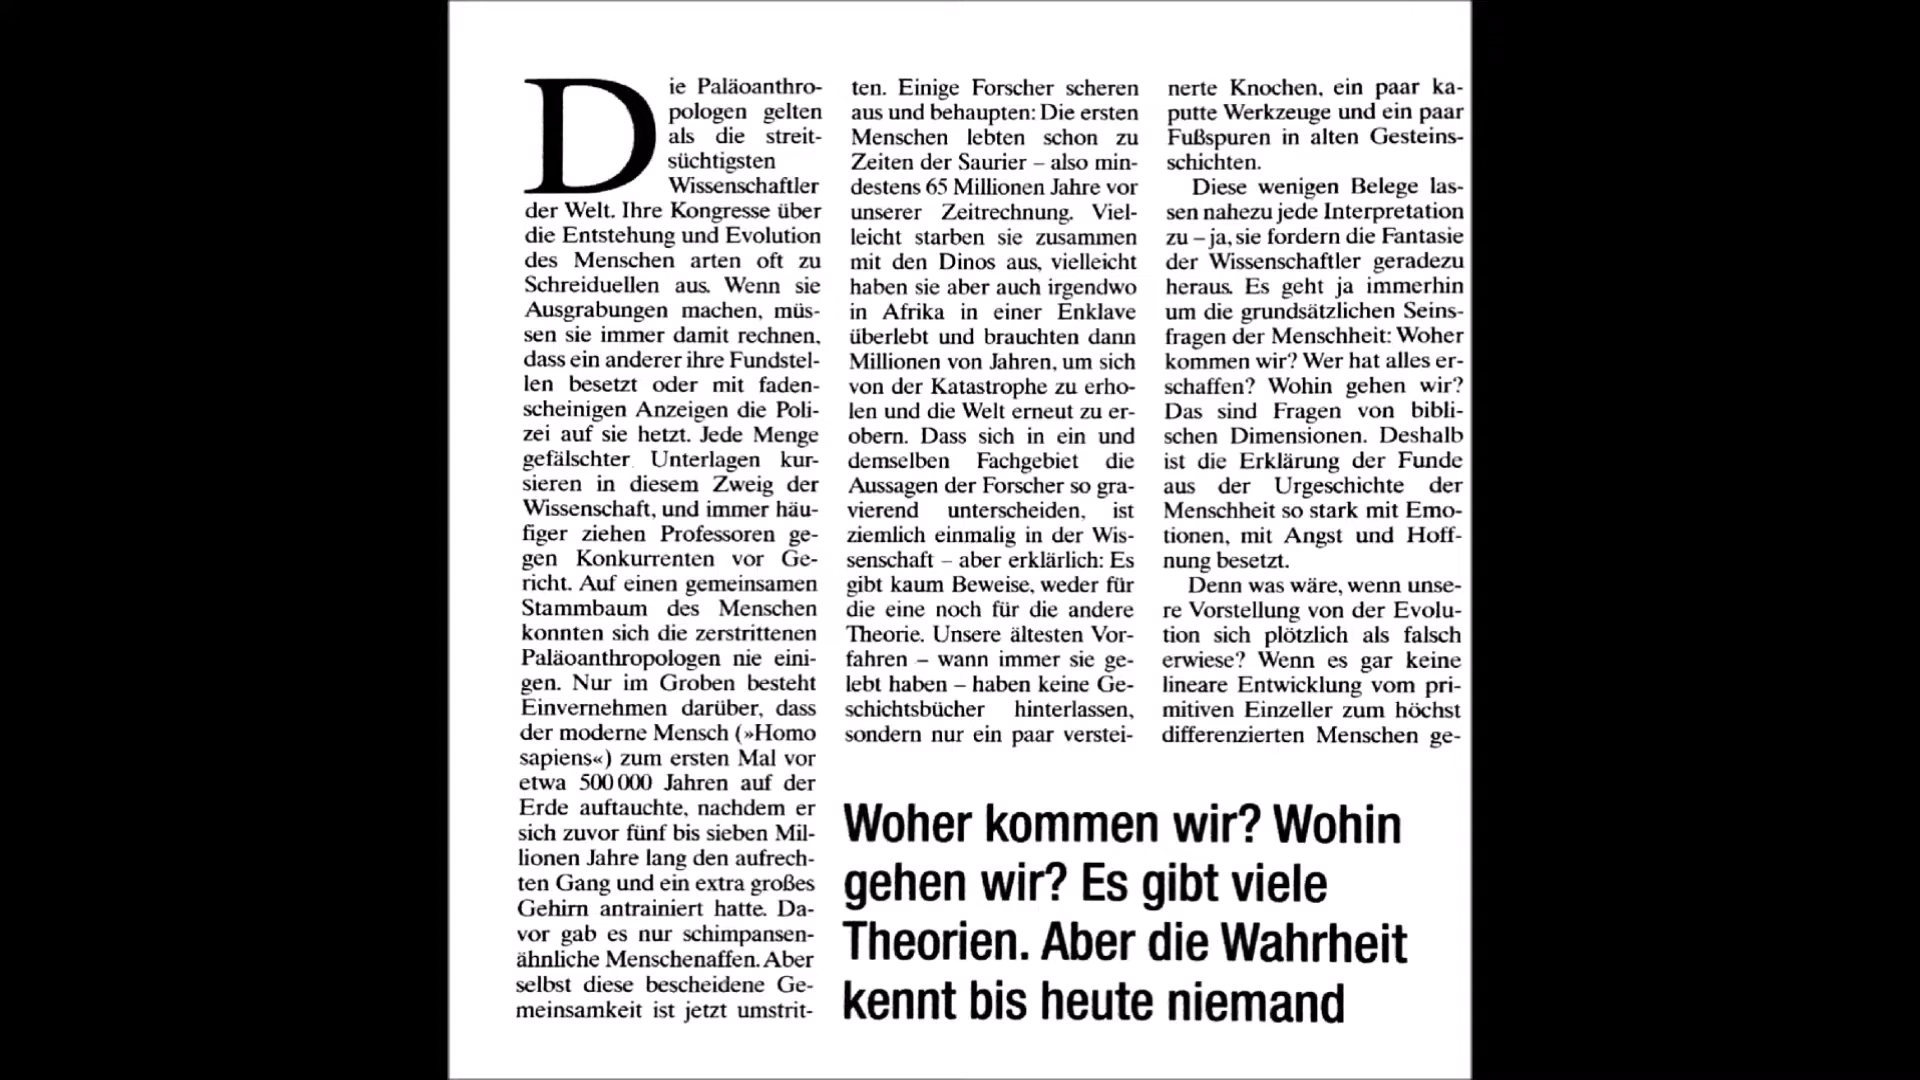 Die Paläoanthro-
pologen gelten
als die streit-
süchtigsten
Wissenschaftler
der Welt. Ihre Kongresse über
die Entstehung und Evolution
des Menschen arten oft zu
Schreiduellen aus. Wenn sie
Ausgrabungen machen, müs-
sen sie immer damit rechnen,
dass ein anderer ihre Fundstel-
len besetzt oder mit faden-
scheinigen Anzeigen die Poli-
zei auf sie hetzt. Jede Menge
gefälschter Unterlagen kur-
sieren in diesem Zweig der
Wissenschaft, und immer häu-
figer ziehen Professoren ge-
gen Konkurrenten vor Ge-
richt. Auf einen gemeinsamen
Stammbaum des Menschen
konnten sich die zerstrittenen
Paläoanthropologen nie eini-
gen. Nur im Groben besteht
Einvernehmen darüber, dass
der moderne Mensch (»Homo
sapiens«) zum ersten Mal vor
etwa 500 000 Jahren auf der
Erde auftauchte, nachdem er
sich zuvor fünf bis sieben Mil-
lionen Jahre lang den aufrech-
ten Gang und ein extra großes
Gehirn antrainiert hatte. Da-
vor gab es nur schimpansen-
ähnliche Menschenaffen. Aber
selbst diese bescheidene Ge-
meinsamkeit ist jetzt umstrit-
ten. Einige Forscher scheren
aus und behaupten: Die ersten
Menschen lebten schon zu
Zeiten der Saurier – also min-
destens 65 Millionen Jahre vor
unserer Zeitrechnung. Viel-
leicht starben sie zusammen
mit den Dinos aus, vielleicht
haben sie aber auch irgendwo
in Afrika in einer Enklave
überlebt und brauchten dann
Millionen von Jahren, um sich
von der Katastrophe zu erho-
len und die Welt erneut zu er-
obern. Dass sich in ein und
demselben Fachgebiet die
Aussagen der Forscher so gra-
vierend unterscheiden, ist
ziemlich einmalig in der Wis-
senschaft – aber erklärlich: Es
gibt kaum Beweise, weder für
die eine noch für die andere
Theorie. Unsere ältesten Vor-
fahren – wann immer sie ge-
lebt haben – haben keine Ge-
schichtsbücher hinterlassen,
sondern nur ein paar verstei-
nerte Knochen, ein paar ka-
putte Werkzeuge und ein paar
Fußspuren in alten Gesteins-
schichten.
Diese wenigen Belege las-
sen nahezu jede Interpretation
zu – ja, sie fordern die Fantasie
der Wissenschaftler geradezu
heraus. Es geht ja immerhin
um die grundsätzlichen Seins-
fragen der Menschheit: Woher
kommen wir? Wer hat alles er-
schaffen? Wohin gehen wir?
Das sind Fragen von bibli-
schen Dimensionen. Deshalb
ist die Erklärung der Funde
aus der Urgeschichte der
Menschheit so stark mit Emo-
tionen, mit Angst und Hoff-
nung besetzt.
Denn was wäre, wenn unse-
re Vorstellung von der Evolu-
tion sich plötzlich als falsch
erwiese? Wenn es gar keine
lineare Entwicklung vom pri-
mitiven Einzeller zum höchst
differenzierten Menschen ge-
Woher kommen wir? Wohin
gehen wir? Es gibt viele
Theorien. Aber die Wahrheit
kennt bis heute niemand